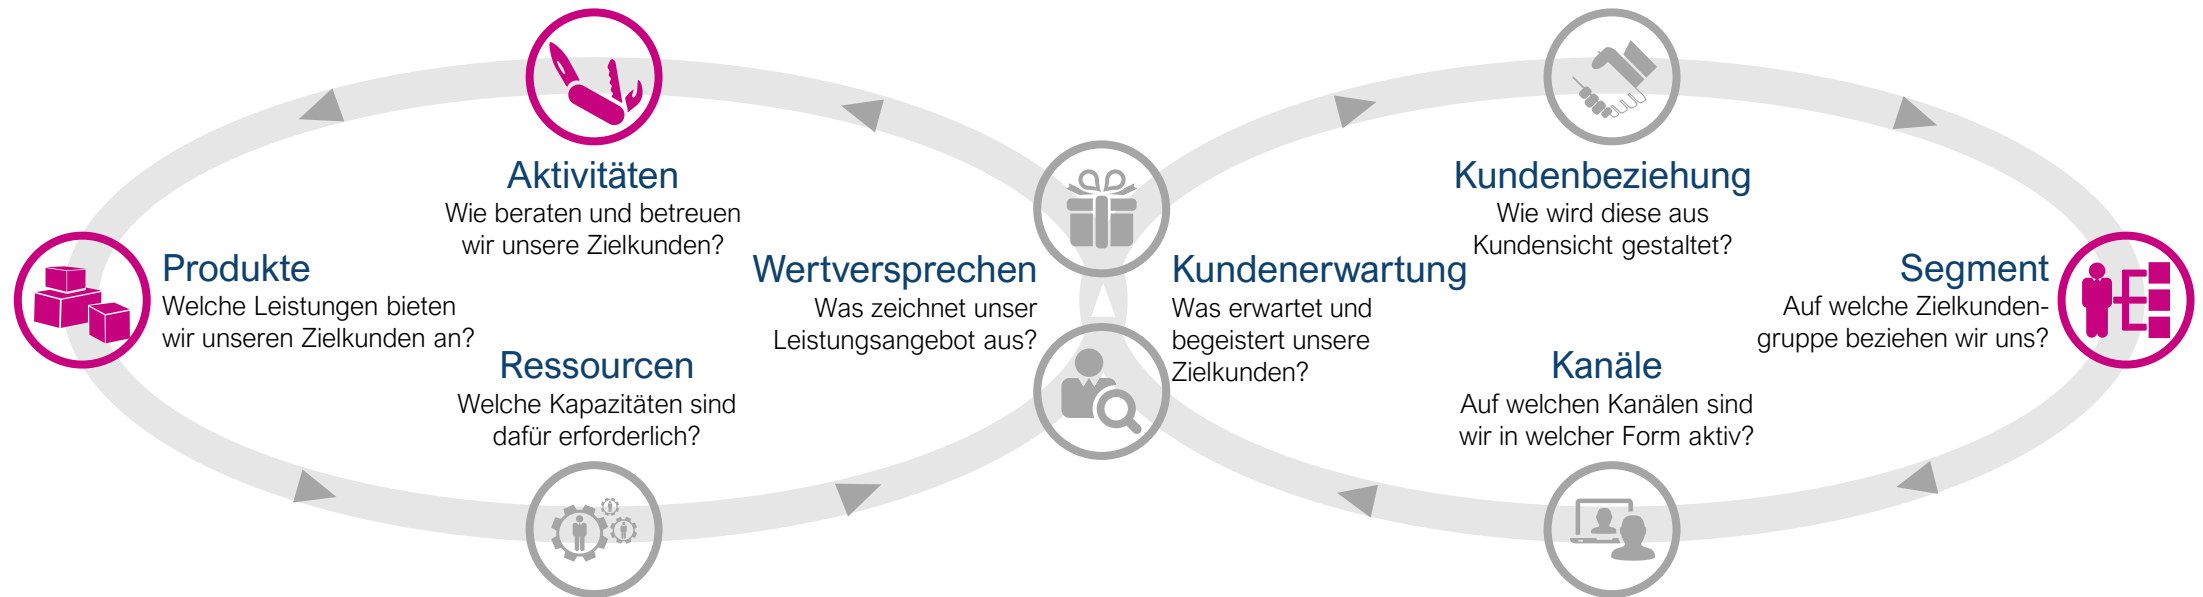 Aktivitäten
Wie beraten und betreuen
wir unsere Zielkunden?
Produkte
Welche Leistungen bieten
wir unseren Zielkunden an?
Ressourcen
Welche Kapazitäten sind
dafür erforderlich?
Wertversprechen
Was zeichnet unser
Leistungsangebot aus?
Kundenerwartung
Was erwartet und
begeistert unsere
Zielkunden?
Kundenbeziehung
Wie wird diese aus
Kundensicht gestaltet?
Segment
Auf welche Zielkunden-
gruppe beziehen wir uns?
Kanäle
Auf welchen Kanälen sind
wir in welcher Form aktiv?